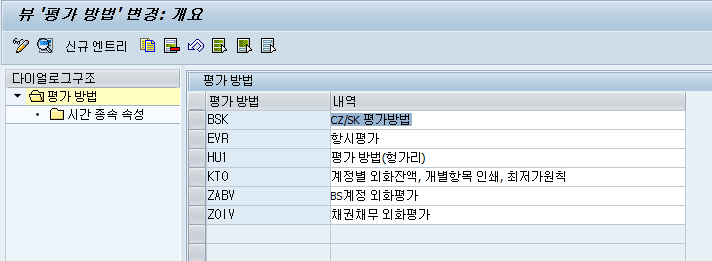 뷰 '평가 방법' 변경: 개요
신규 엔트리
다이얼로그구조
평가 방법
시간 종속 속성
평가 방법
평가 방법 내역
BSK CZ/SK 평가방법
EVR 항시평가
HU1 평가 방법(헝가리)
KTO 계정별 외화잔액, 개별항목 인쇄, 최저가원칙
ZABV BS계정 외화평가
ZOIV 채권채무 외화평가